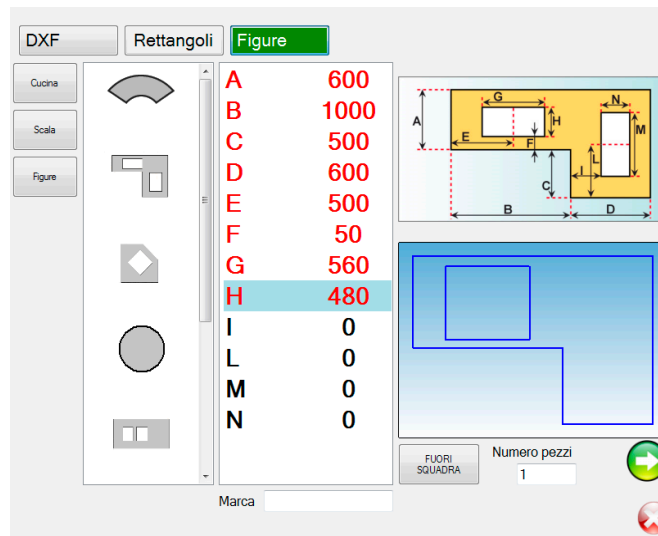 DXF
Rettangoli
Figure
Cucina
Scala
Figure
A 600
B 1000
C 500
D 600
E 500
F 50
G 560
H 480
I 0
L 0
M 0
N 0
G
N
A
H
M
E
F
L
I
C
B
D
FUORI
SQUADRA
Numero pezzi
1
Marca